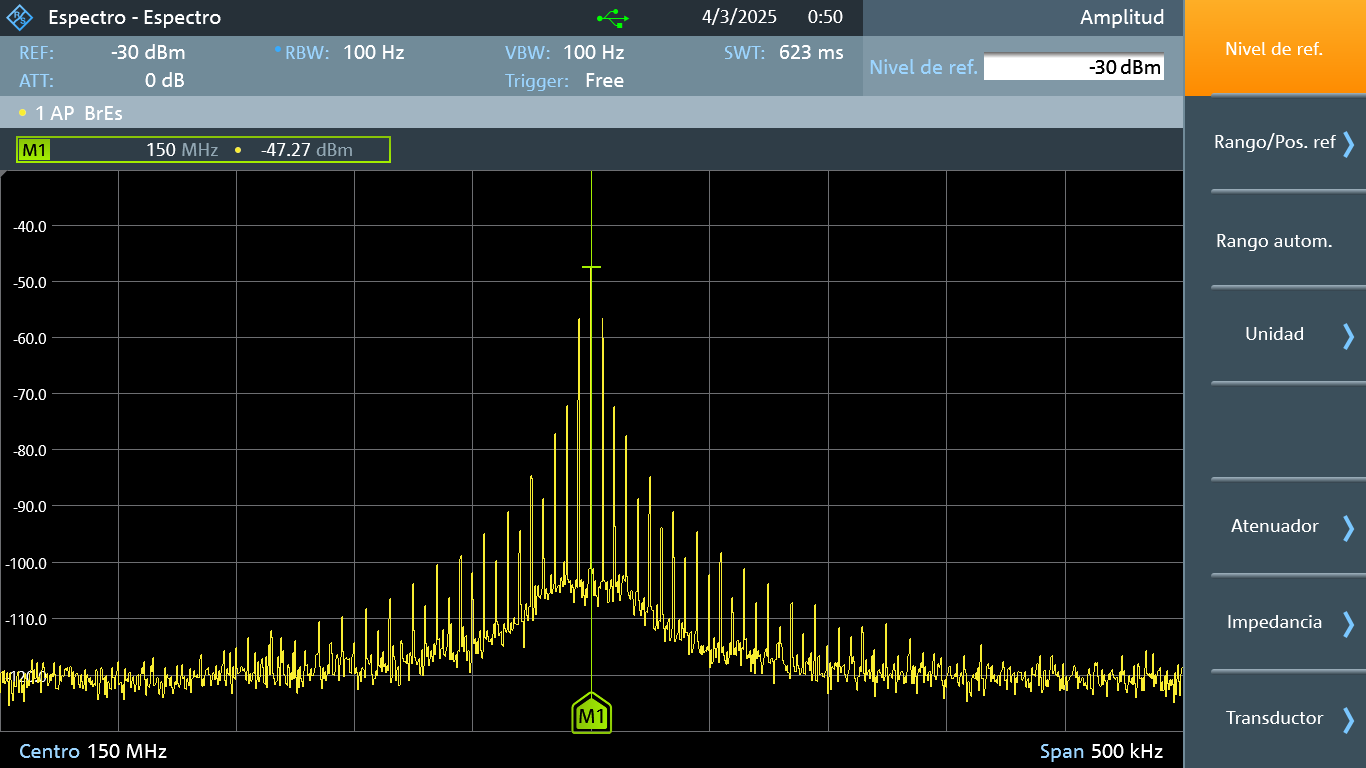 Espectro - Espectro 4/3/2025 0:50 Amplitud
REF: -30 dBm RBW: 100 Hz VBW: 100 Hz SWT: 623 ms
ATT: 0 dB Trigger: Free
Nivel de ref. -30 dBm
1 AP BrEs
M1 150 MHz -47.27 dBm
-40.0
-50.0
-60.0
-70.0
-80.0
-90.0
-100.0
-110.0
-120.0
M1
Centro 150 MHz Span 500 kHz
Nivel de ref.
Rango/Pos. ref
Rango autom.
Unidad
Atenuador
Impedancia
Transductor